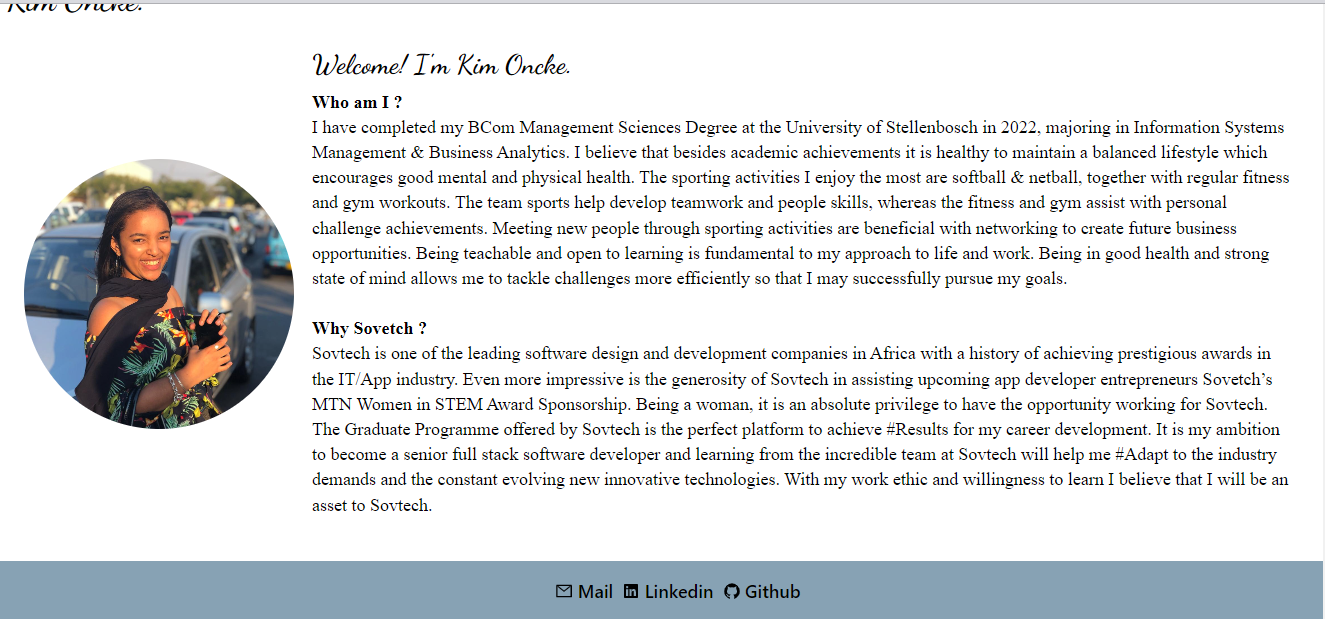 Kim Oncke.
Welcome! I'm Kim Oncke.
Who am I ?
I have completed my BCom Management Sciences Degree at the University of Stellenbosch in 2022, majoring in Information Systems
Management & Business Analytics. I believe that besides academic achievements it is healthy to maintain a balanced lifestyle which
encourages good mental and physical health. The sporting activities I enjoy the most are softball & netball, together with regular fitness
and gym workouts. The team sports help develop teamwork and people skills, whereas the fitness and gym assist with personal
challenge achievements. Meeting new people through sporting activities are beneficial with networking to create future business
opportunities. Being teachable and open to learning is fundamental to my approach to life and work. Being in good health and strong
state of mind allows me to tackle challenges more efficiently so that I may successfully pursue my goals.
Why Sovetch ?
Sovtech is one of the leading software design and development companies in Africa with a history of achieving prestigious awards in
the IT/App industry. Even more impressive is the generosity of Sovtech in assisting upcoming app developer entrepreneurs Sovetch’s
MTN Women in STEM Award Sponsorship. Being a woman, it is an absolute privilege to have the opportunity working for Sovtech.
The Graduate Programme offered by Sovtech is the perfect platform to achieve #Results for my career development. It is my ambition
to become a senior full stack software developer and learning from the incredible team at Sovtech will help me #Adapt to the industry
demands and the constant evolving new innovative technologies. With my work ethic and willingness to learn I believe that I will be an
asset to Sovtech.
Mail Linkedin Github